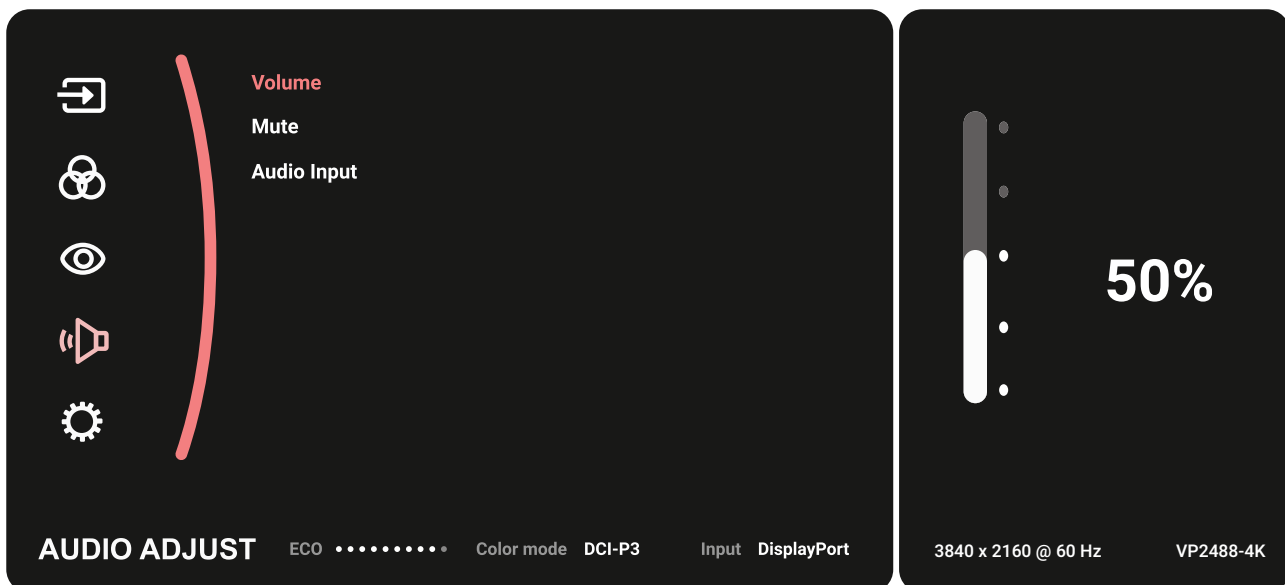 Volume
Mute
Audio Input
50%
AUDIO ADJUST ECO Color mode DCI-P3 Input DisplayPort
3840 x 2160 @ 60 Hz VP2488-4K